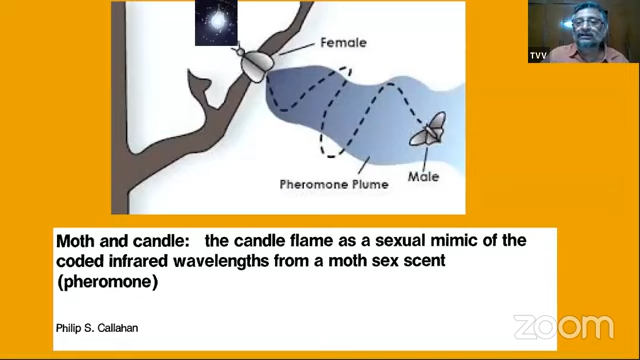 Female
TVV
Pheromone Plume
Male
Moth and candle: the candle flame as a sexual mimic of the
coded infrared wavelengths from a moth sex scent
(pheromone)
Philip S. Callahan
zoom